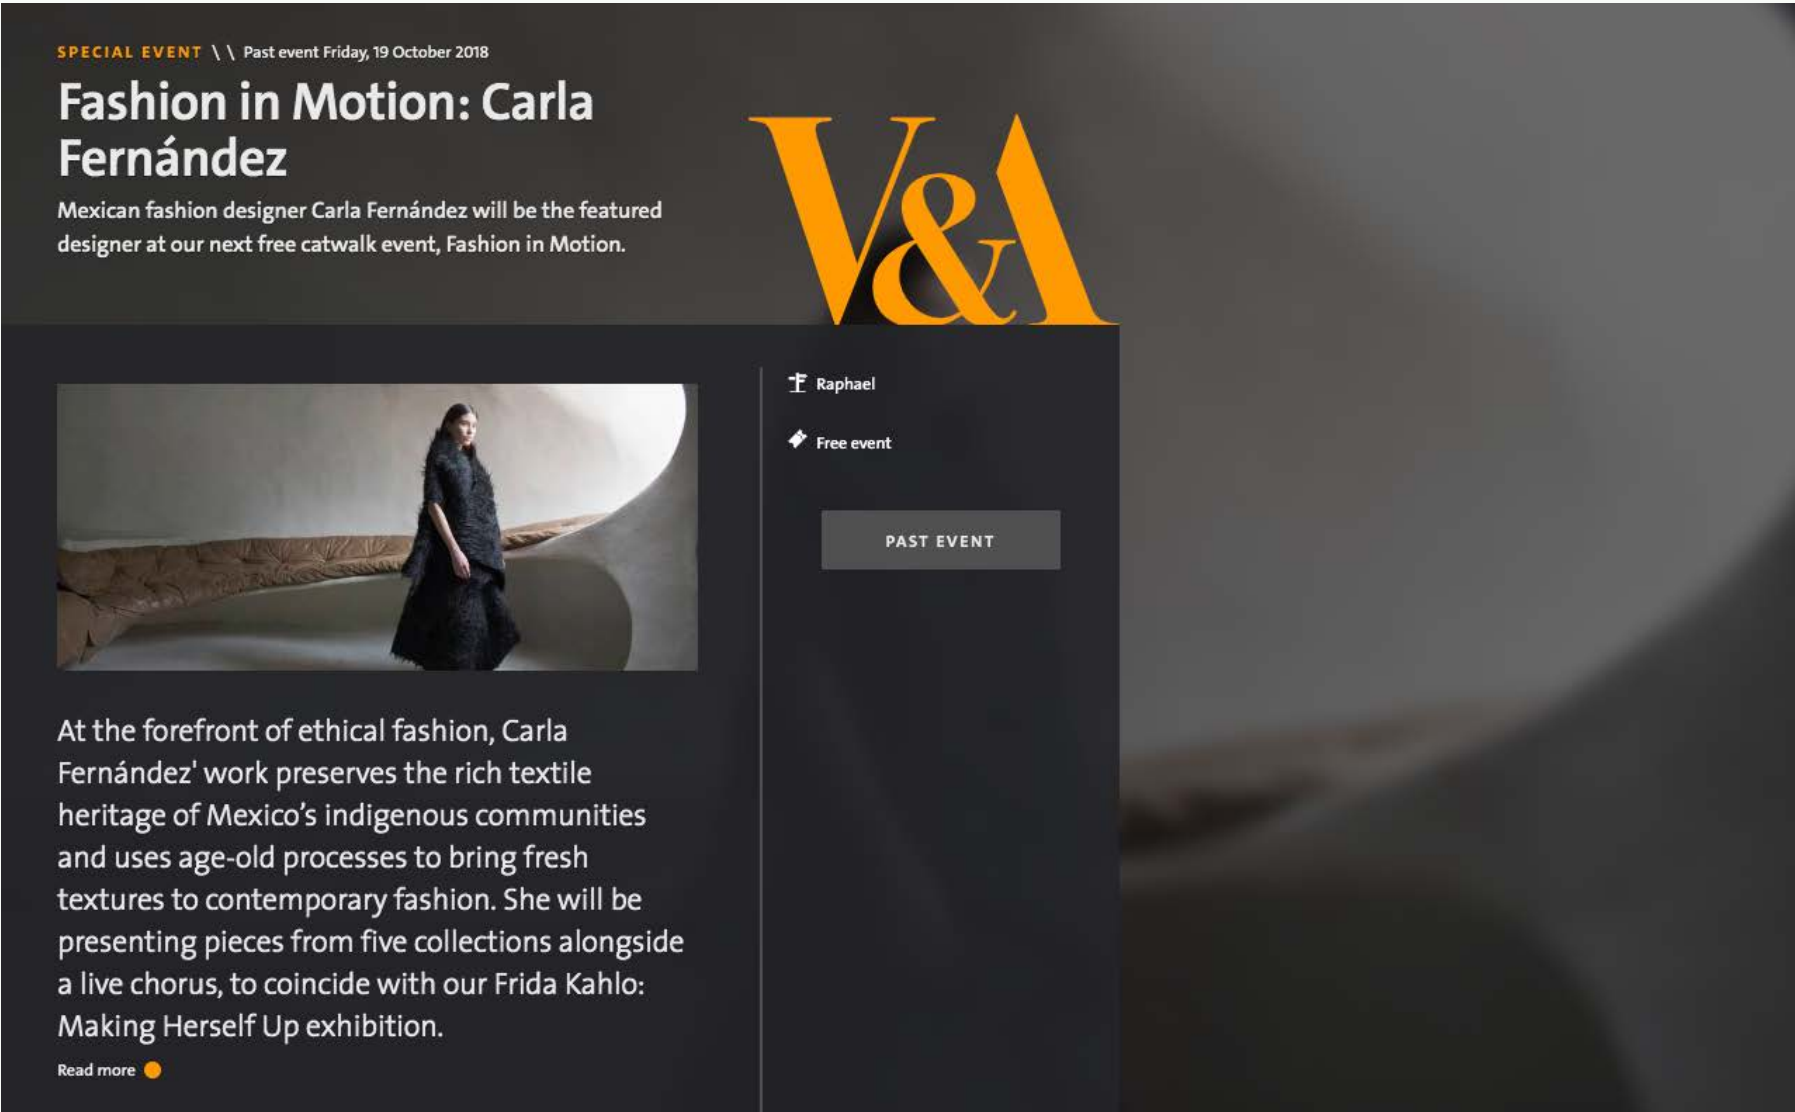 SPECIAL EVENT \ \ Past event Friday, 19 October 2018
Fashion in Motion: Carla
Fernández
Mexican fashion designer Carla Fernández will be the featured
designer at our next free catwalk event, Fashion in Motion.
V&A
Raphael
Free event
PAST EVENT
At the forefront of ethical fashion, Carla
Fernández' work preserves the rich textile
heritage of Mexico’s indigenous communities
and uses age-old processes to bring fresh
textures to contemporary fashion. She will be
presenting pieces from five collections alongside
a live chorus, to coincide with our Frida Kahlo:
Making Herself Up exhibition.
Read more